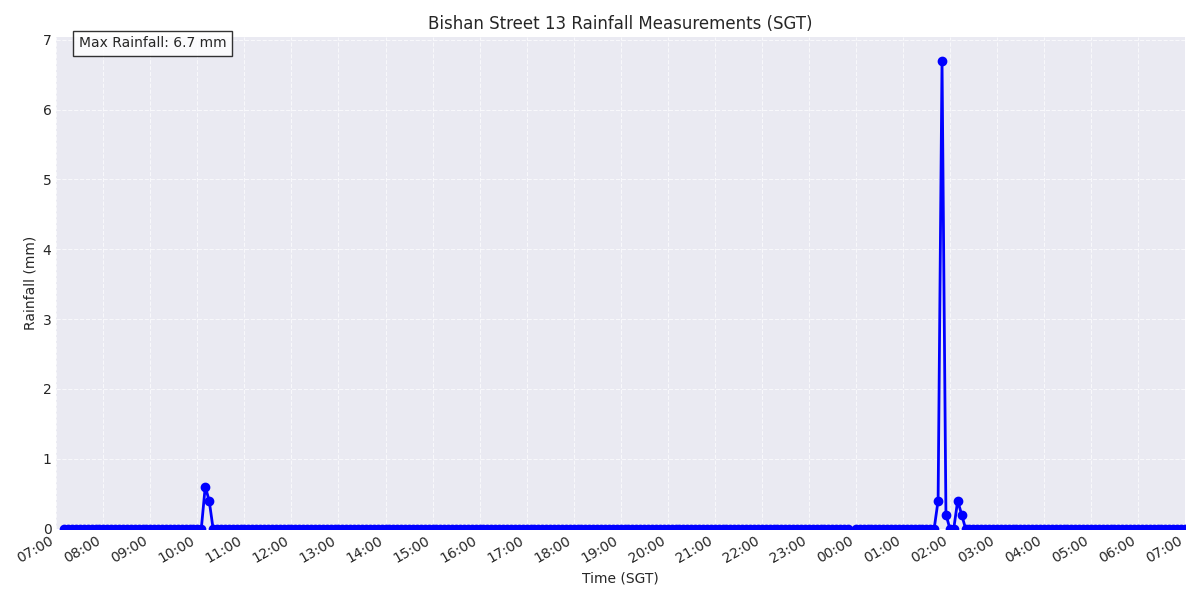 Bishan Street 13 Rainfall Measurements (SGT)
Max Rainfall: 6.7 mm
7
6
5
4
3
2
1
0
Rainfall (mm)
07:00 08:00 09:00 10:00 11:00 12:00 13:00 14:00 15:00 16:00 17:00 18:00 19:00 20:00 21:00 22:00 23:00 00:00 01:00 02:00 03:00 04:00 05:00 06:00 07:00
Time (SGT)